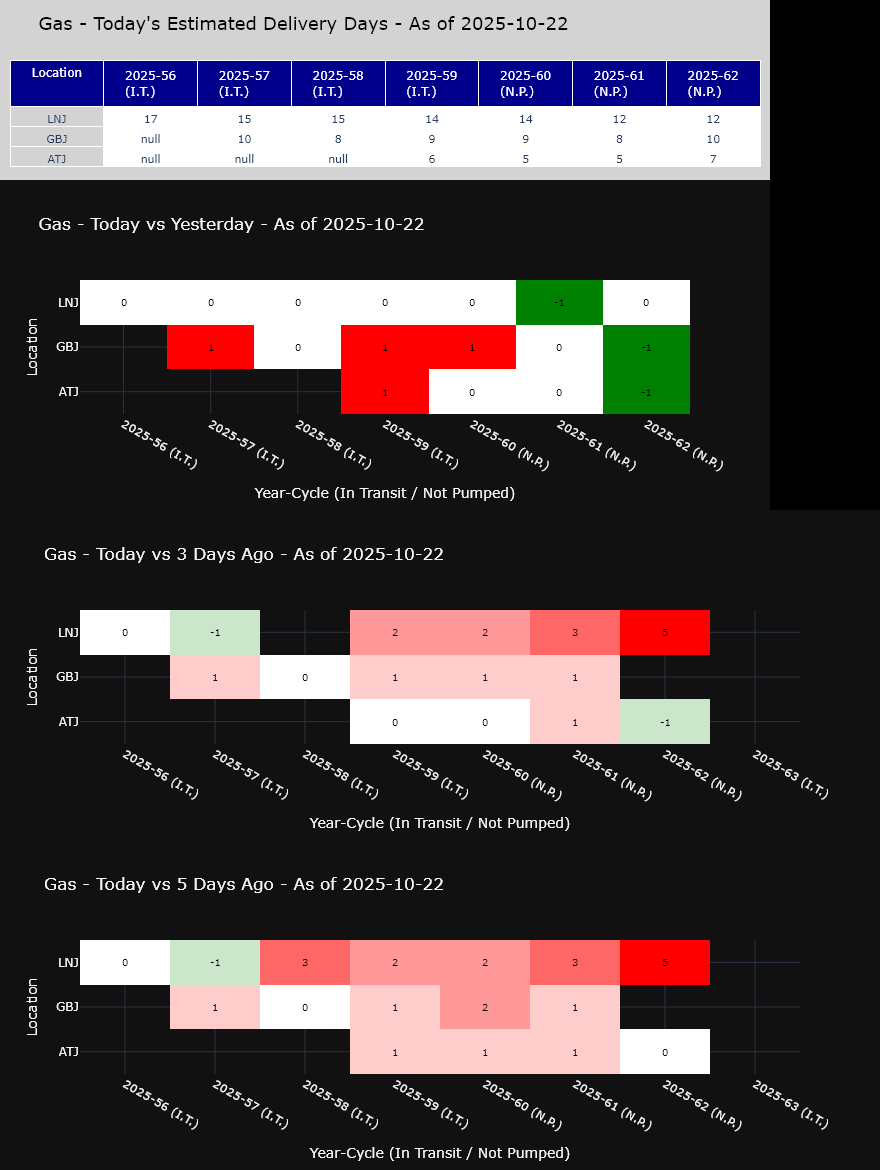 Gas - Today's Estimated Delivery Days - As of 2025-10-22
Location 2025-56 (I.T.) 2025-57 (I.T.) 2025-58 (I.T.) 2025-59 (I.T.) 2025-60 (N.P.) 2025-61 (N.P.) 2025-62 (N.P.)
LNJ 17 15 15 14 14 12 12
GBJ null 10 8 9 9 8 10
ATJ null null null 6 5 5 7
Gas - Today vs Yesterday - As of 2025-10-22
Location
LNJ 0 0 0 0 0 -1 0
GBJ 1 0 1 1 0 -1
ATJ 1 0 0 -1
2025-56 (I.T.) 2025-57 (I.T.) 2025-58 (I.T.) 2025-59 (I.T.) 2025-60 (N.P.) 2025-61 (N.P.) 2025-62 (N.P.)
Year-Cycle (In Transit / Not Pumped)
Gas - Today vs 3 Days Ago - As of 2025-10-22
Location
LNJ 0 -1 2 2 3 5
GBJ 1 0 1 1 1
ATJ 0 0 1 -1
2025-56 (I.T.) 2025-57 (I.T.) 2025-58 (I.T.) 2025-59 (I.T.) 2025-60 (N.P.) 2025-61 (N.P.) 2025-62 (N.P.) 2025-63 (I.T.)
Year-Cycle (In Transit / Not Pumped)
Gas - Today vs 5 Days Ago - As of 2025-10-22
Location
LNJ 0 -1 3 2 2 3 5
GBJ 1 0 1 2 1
ATJ 1 1 1 0
2025-56 (I.T.) 2025-57 (I.T.) 2025-58 (I.T.) 2025-59 (I.T.) 2025-60 (N.P.) 2025-61 (N.P.) 2025-62 (N.P.) 2025-63 (I.T.)
Year-Cycle (In Transit / Not Pumped)